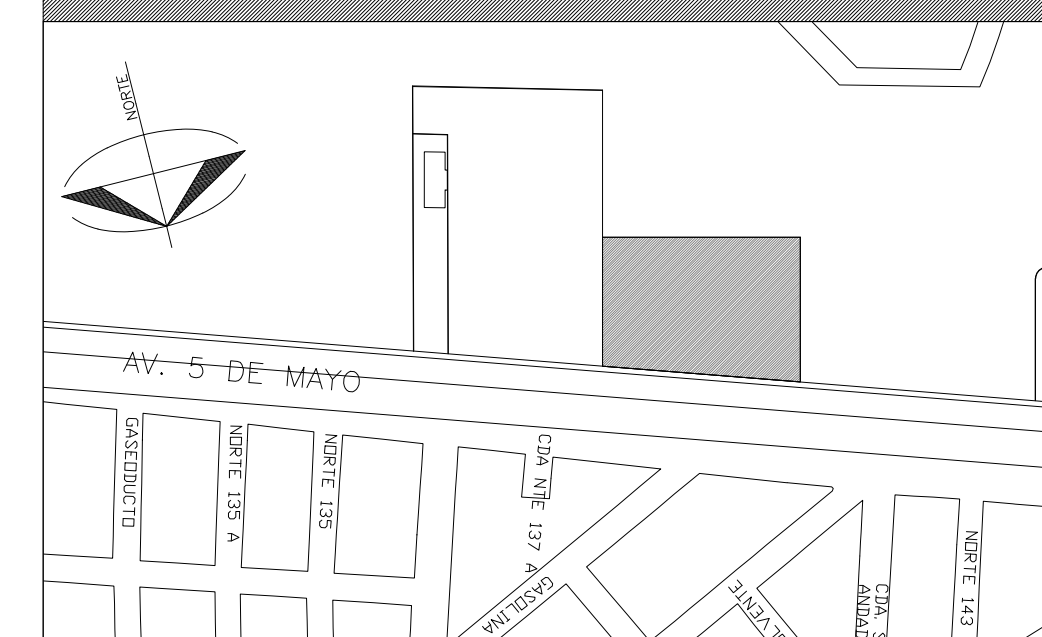 NORTE
AV. 5 DE MAYO
GASEODUCTO
NORTE 135 A
NORTE 135
CDA NTE 137 A
GASOLINA
NORTE 143
CDA.